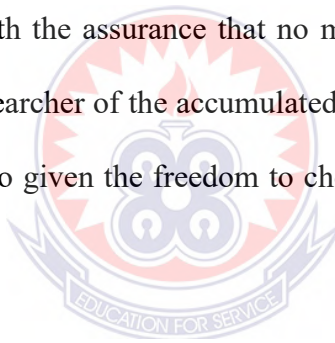 th the assurance that no m
earcher of the accumulated
o given the freedom to ch
EDUCATION FOR SERVICE